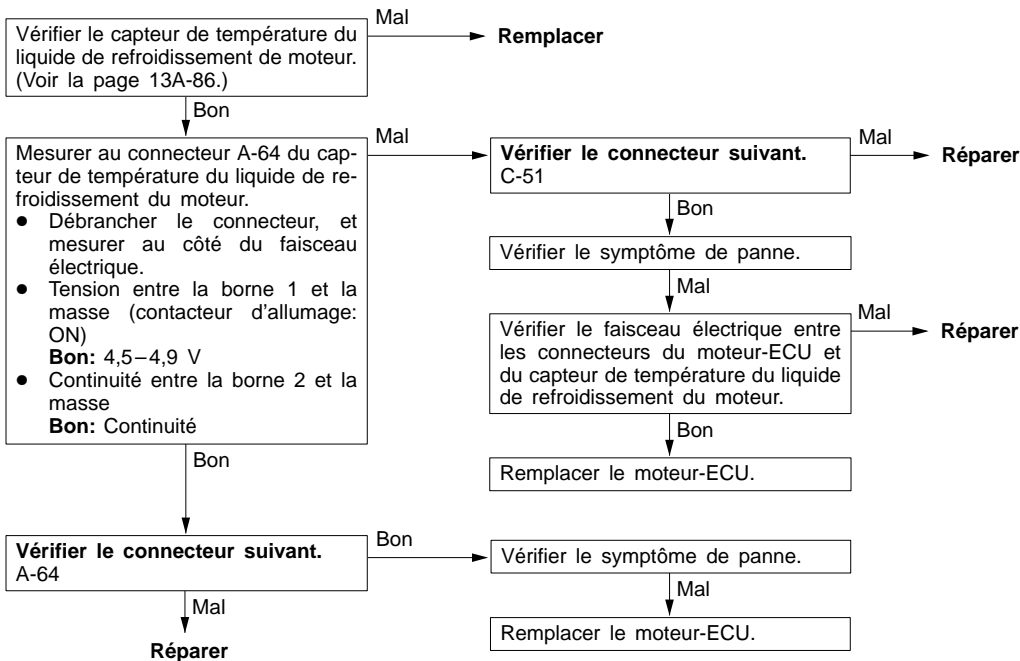 Vérifier le capteur de température du
liquide de refroidissement de moteur.
(Voir la page 13A-86.)
Mal
Remplacer
Bon
Mesurer au connecteur A-64 du cap-
teur de température du liquide de re-
froidissement du moteur.
● Débrancher le connecteur, et
mesurer au côté du faisceau
électrique.
● Tension entre la borne 1 et la
masse (contacteur d'allumage:
ON)
Bon: 4,5–4,9 V
● Continuité entre la borne 2 et la
masse
Bon: Continuité
Mal
Vérifier le connecteur suivant.
C-51
Mal
Réparer
Bon
Vérifier le symptôme de panne.
Mal
Vérifier le faisceau électrique entre
les connecteurs du moteur-ECU et
du capteur de température du liquide
de refroidissement du moteur.
Mal
Réparer
Bon
Remplacer le moteur-ECU.
Bon
Vérifier le connecteur suivant.
A-64
Bon
Vérifier le symptôme de panne.
Mal
Remplacer le moteur-ECU.
Mal
Réparer